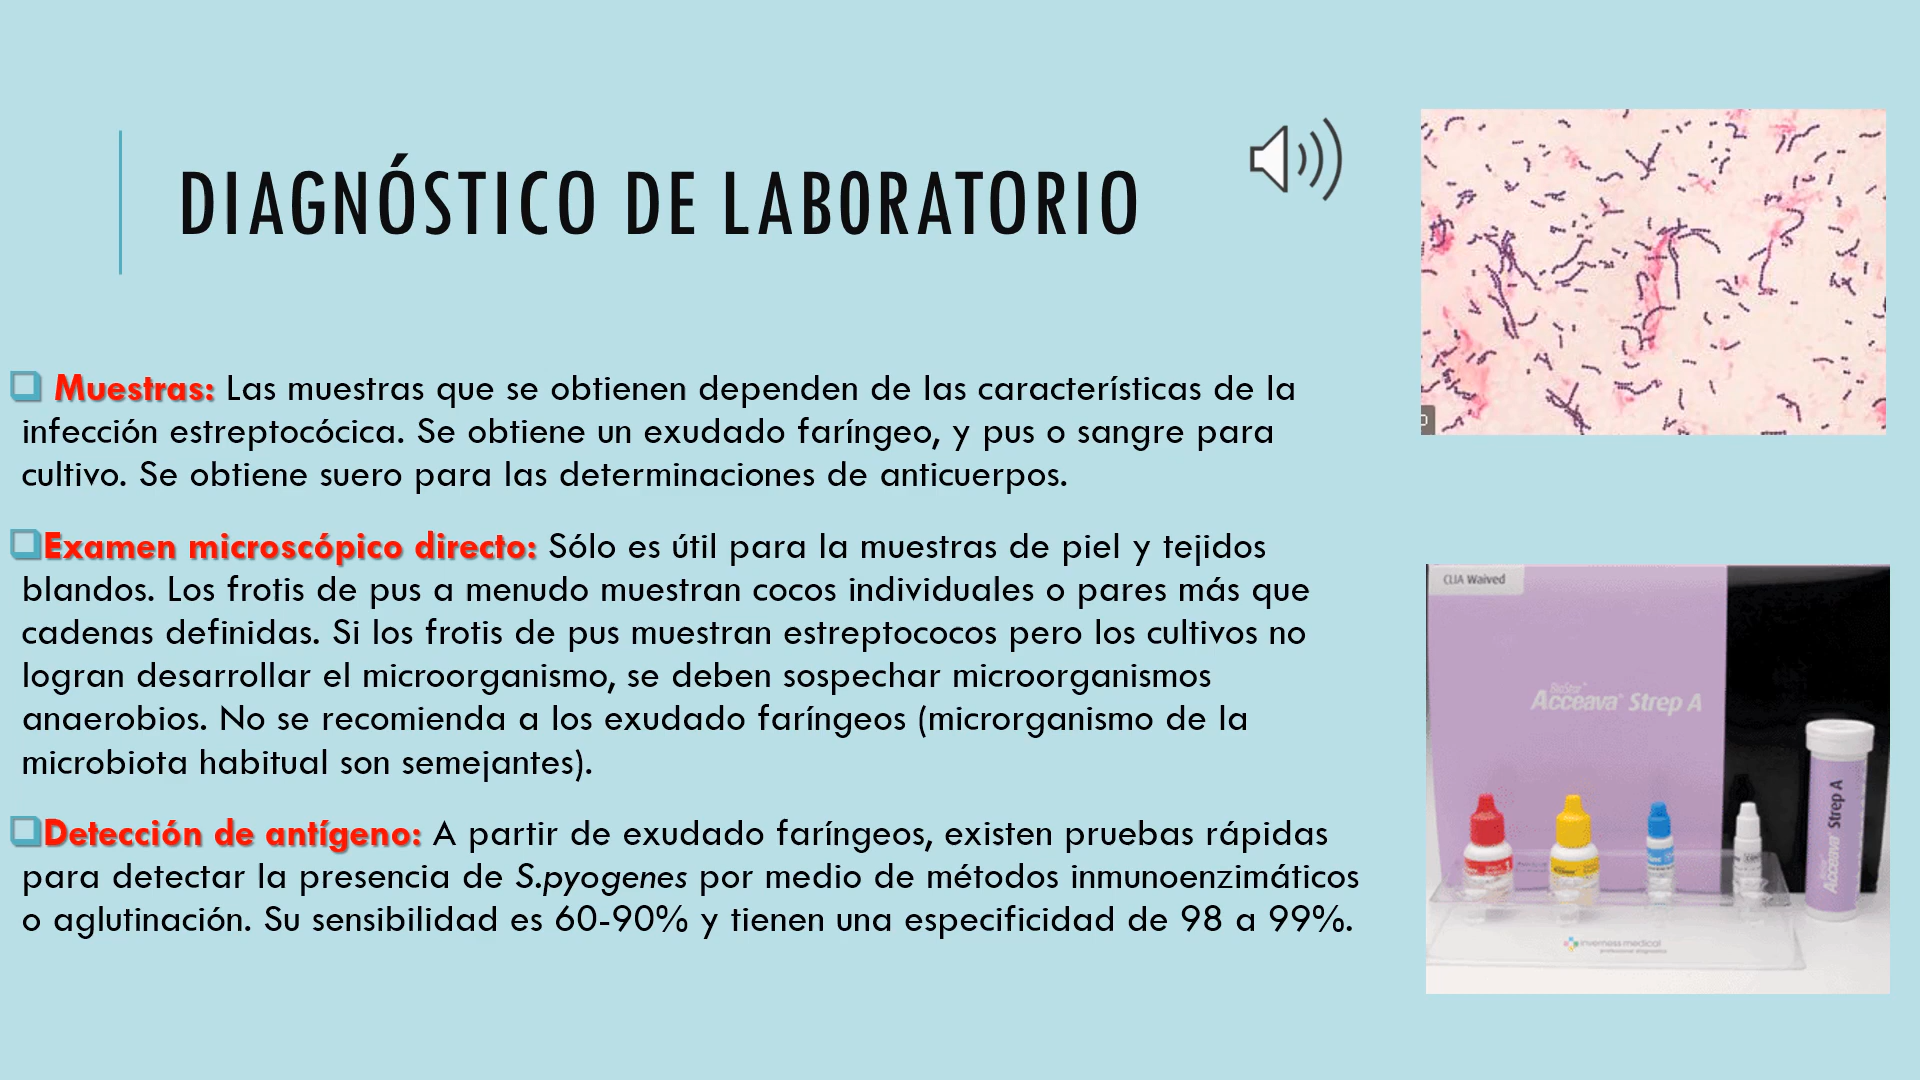 DIAGNÓSTICO DE LABORATORIO
Muestras: Las muestras que se obtienen dependen de las características de la
infección estreptocócica. Se obtiene un exudado faríngeo, y pus o sangre para
cultivo. Se obtiene suero para las determinaciones de anticuerpos.
Examen microscópico directo: Sólo es útil para la muestras de piel y tejidos
blandos. Los frotis de pus a menudo muestran cocos individuales o pares más que
cadenas definidas. Si los frotis de pus muestran estreptococos pero los cultivos no
logran desarrollar el microorganismo, se deben sospechar microorganismos
anaerobios. No se recomienda a los exudado faríngeos (microrganismo de la
microbiota habitual son semejantes).
Detección de antígeno: A partir de exudado faríngeos, existen pruebas rápidas
para detectar la presencia de S.pyogenes por medio de métodos inmunoenzimáticos
o aglutinación. Su sensibilidad es 60-90% y tienen una especificidad de 98 a 99%.
CLIA Waived
BioStar
Acceava Strep A
Acceava Strep A
inverness medical
professional diagnostics